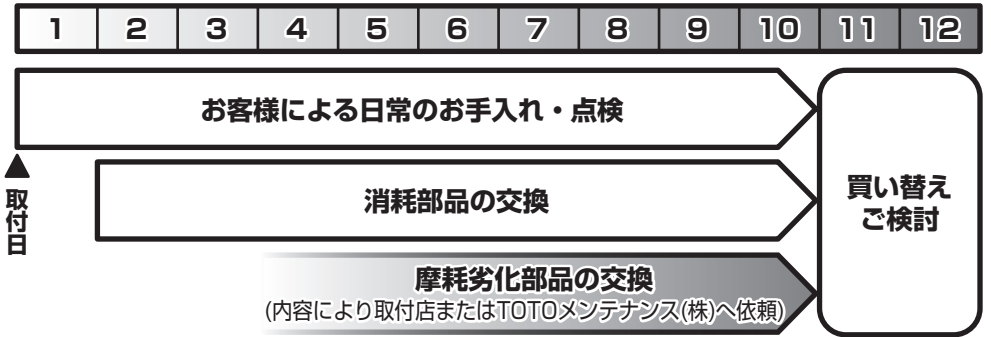 1 2 3 4 5 6 7 8 9 10 11 12
お客様による日常のお手入れ・点検
▲
取付日
消耗部品の交換
買い替え
ご検討
摩耗劣化部品の交換
(内容により取付店またはTOTOメンテナンス(株)へ依頼)